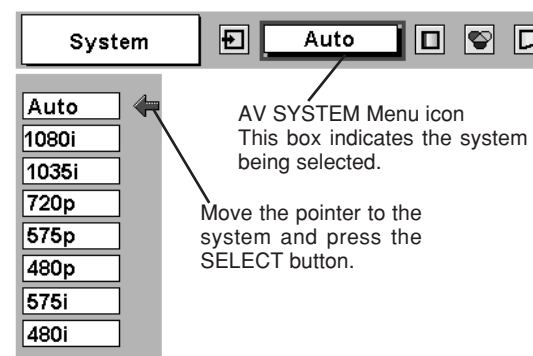 System
Auto
AV SYSTEM Menu icon
This box indicates the system
being selected.
Auto
1080i
1035i
720p
575p
480p
575i
480i
Move the pointer to the
system and press the
SELECT button.